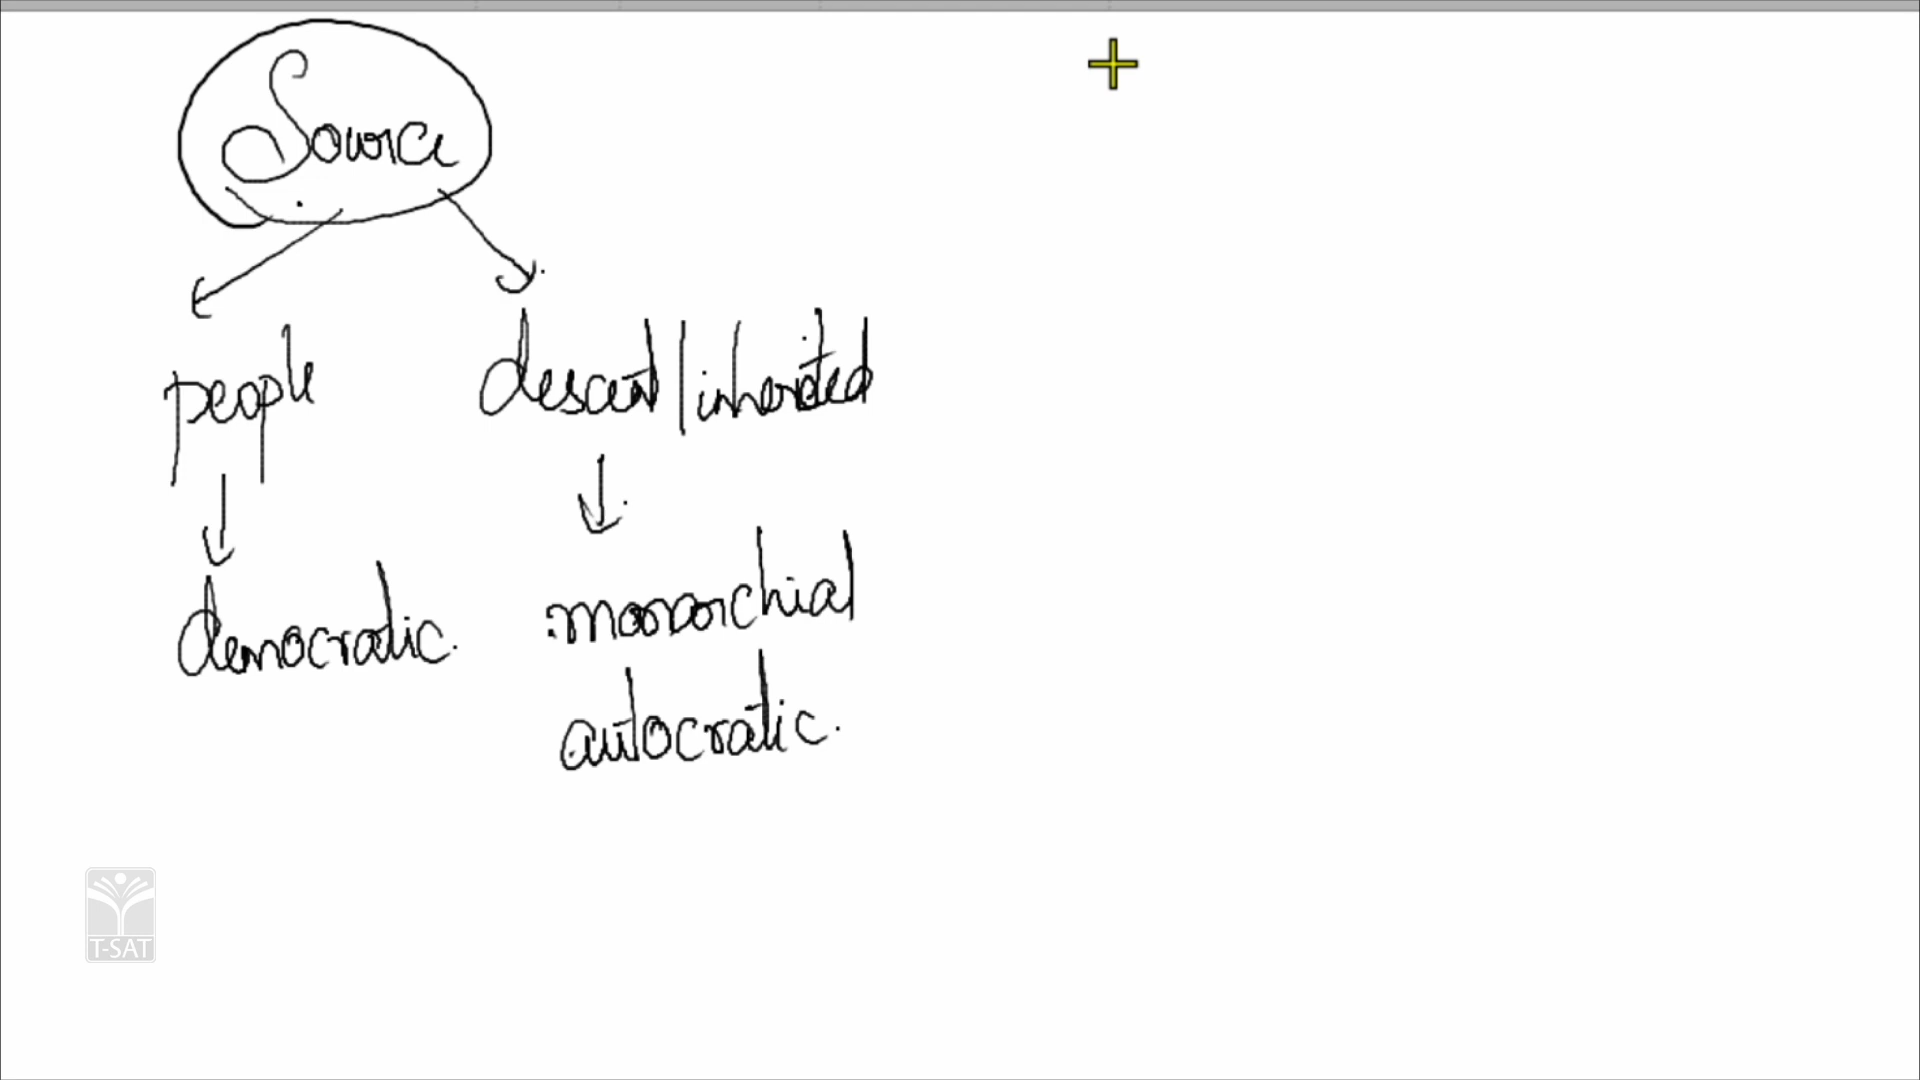 Source
people
descent/inherited
democratic.
monarchial
autocratic.
T-SAT